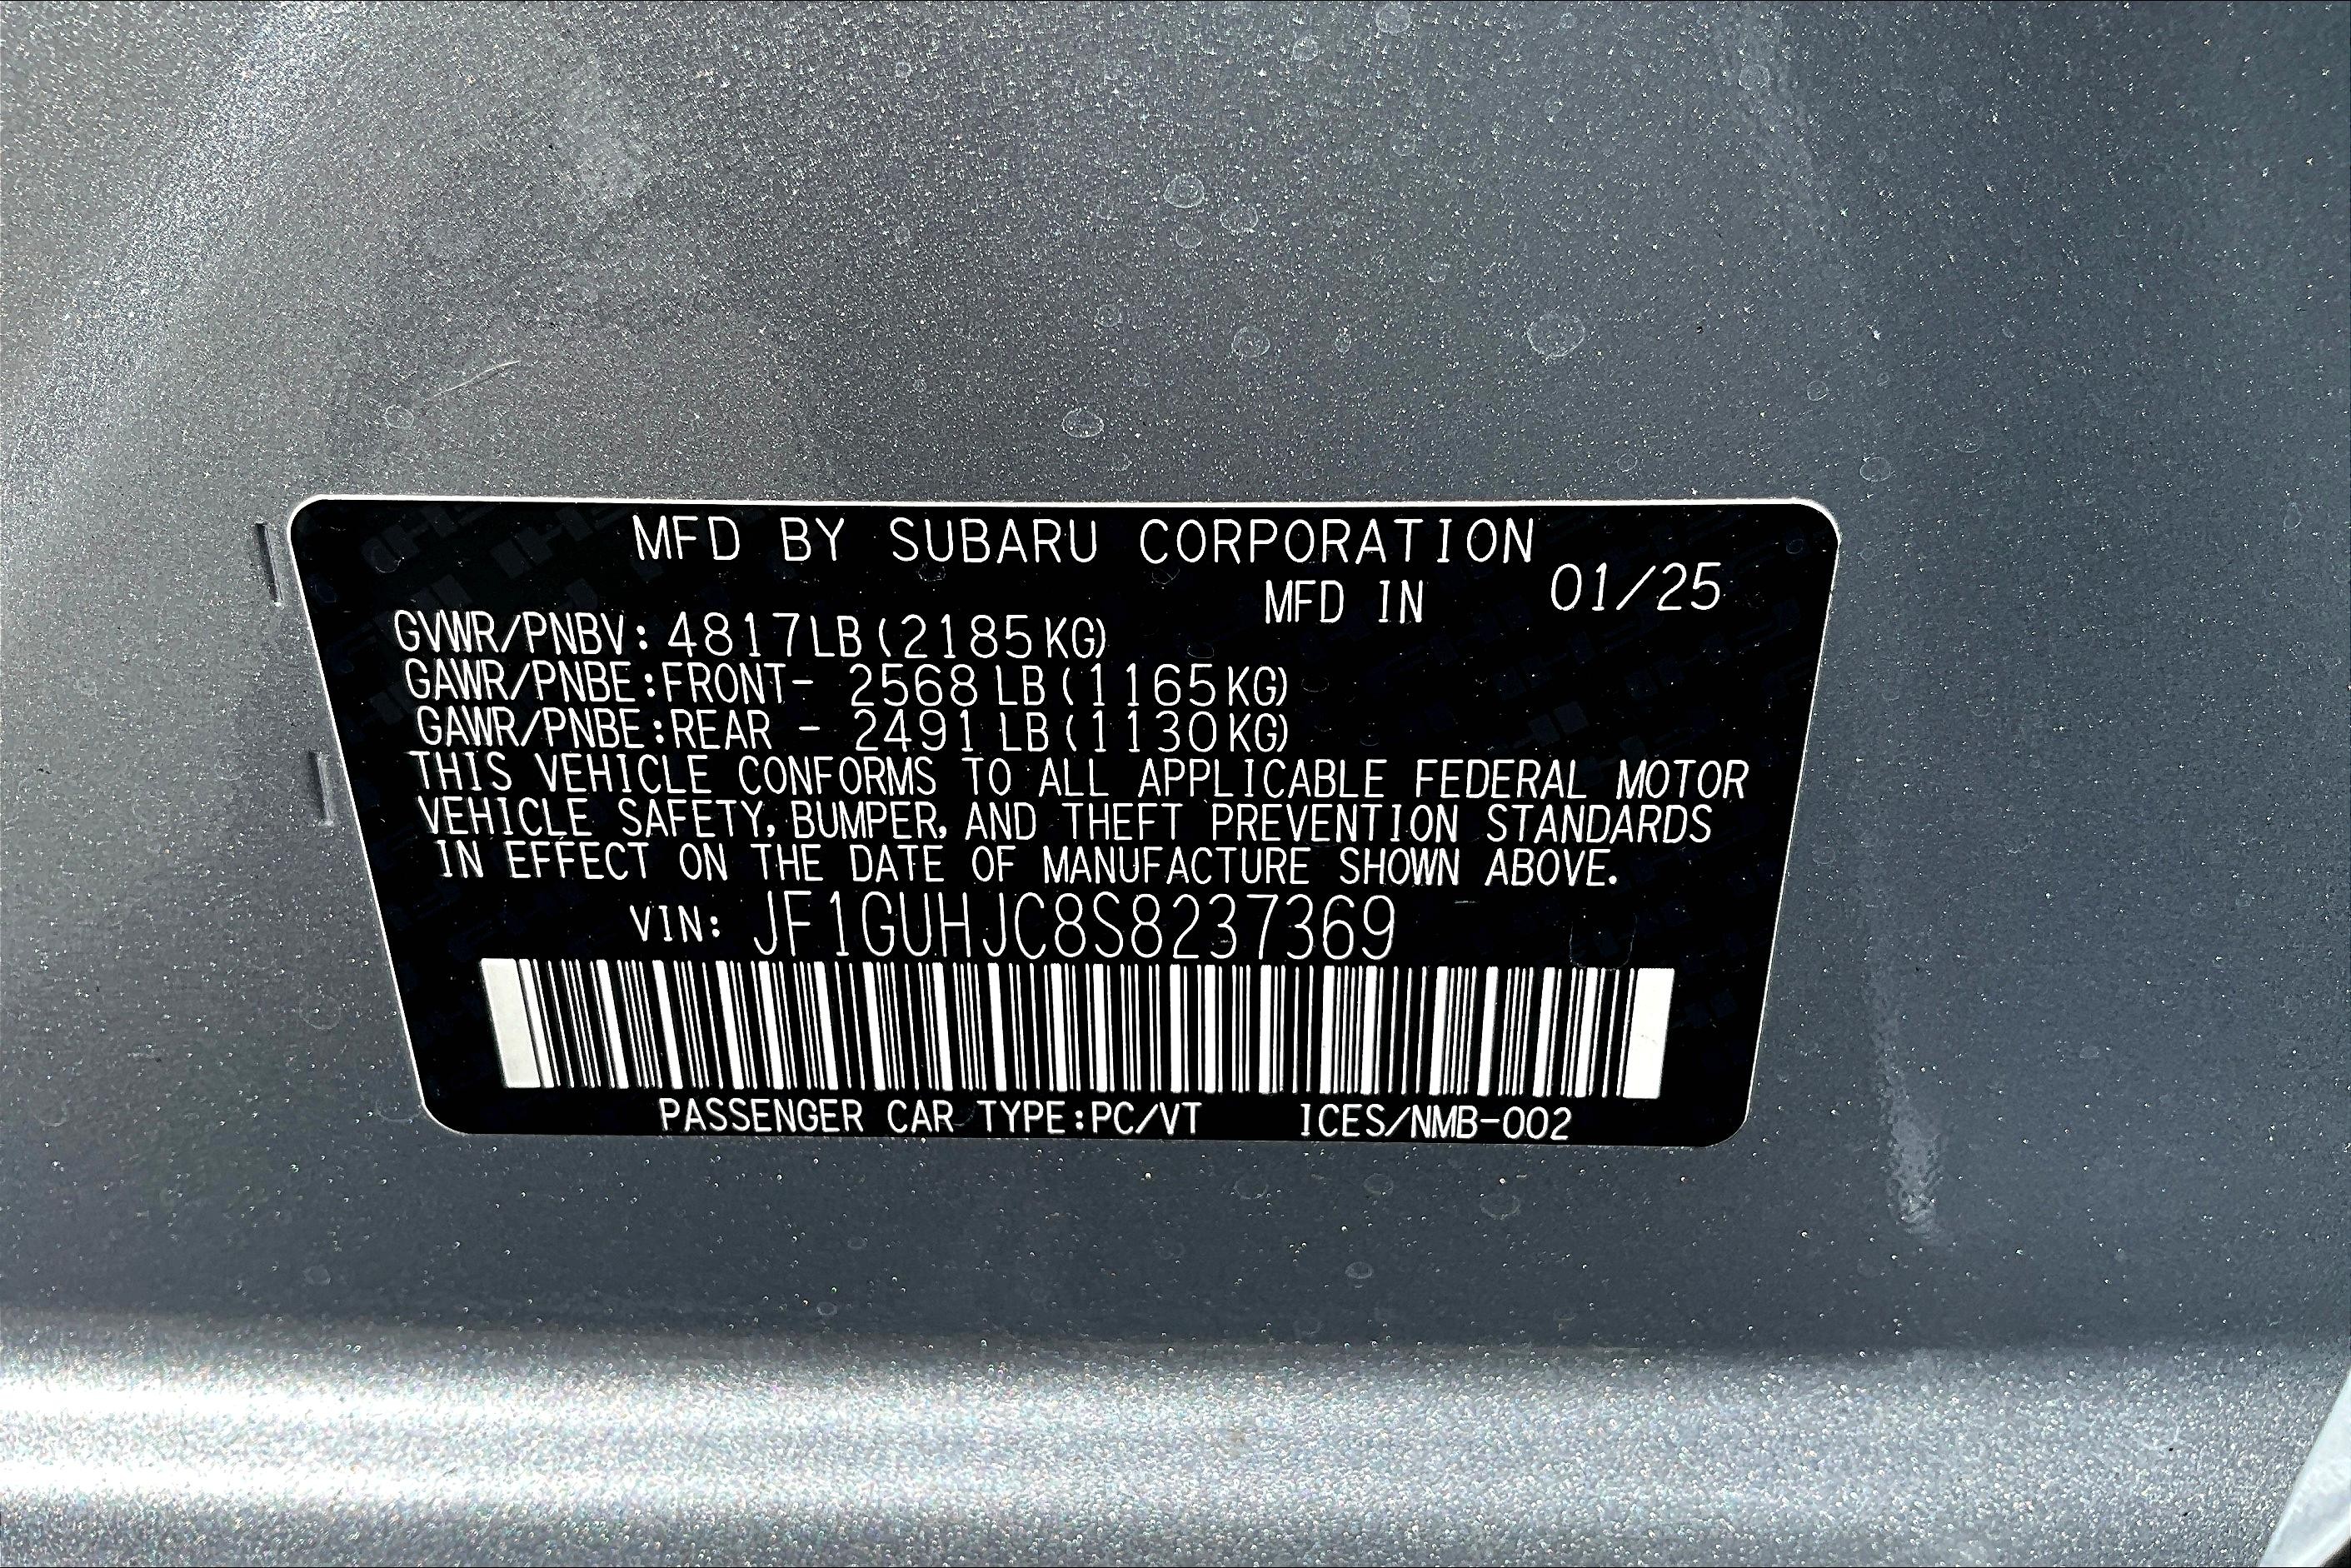 MFD BY SUBARU CORPORATION
MFD IN 01/25
GVWR/PNBV: 4817LB(2185KG)
GAWR/PNBE:FRONT- 2568 LB(1165KG)
GAWR/PNBE:REAR - 2491 LB(1130KG)
THIS VEHICLE CONFORMS TO ALL APPLICABLE FEDERAL MOTOR
VEHICLE SAFETY, BUMPER, AND THEFT PREVENTION STANDARDS
IN EFFECT ON THE DATE OF MANUFACTURE SHOWN ABOVE.
VIN: JF1GUHJC8S8237369
PASSENGER CAR TYPE:PC/VT ICES/NMB-002